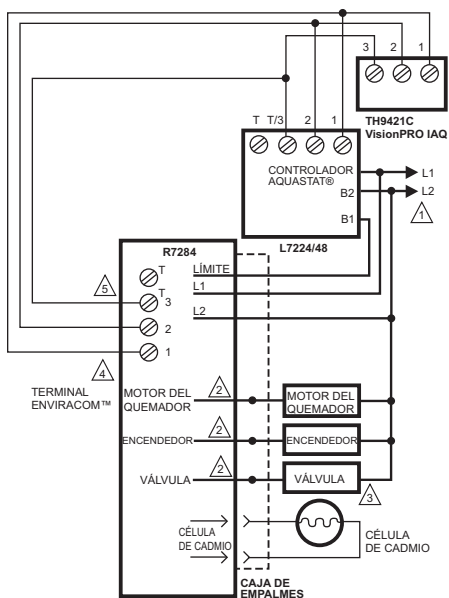 3 2 1
TH9421C
VisionPRO IAQ
T T/3 2 1
CONTROLADOR
AQUASTAT®
L1
B2 L2
1
B1
L7224/48
R7284
LÍMITE
T
L1
5
T
3
L2
2
1
4
TERMINAL
ENVIRACOM™
MOTOR DEL
QUEMADOR
2
MOTOR DEL
QUEMADOR
ENCENDEDOR
2
ENCENDEDOR
VÁLVULA
2
VÁLVULA
3
CÉLULA
DE CADMIO
CÉLULA
DE CADMIO
CAJA DE
EMPALMES